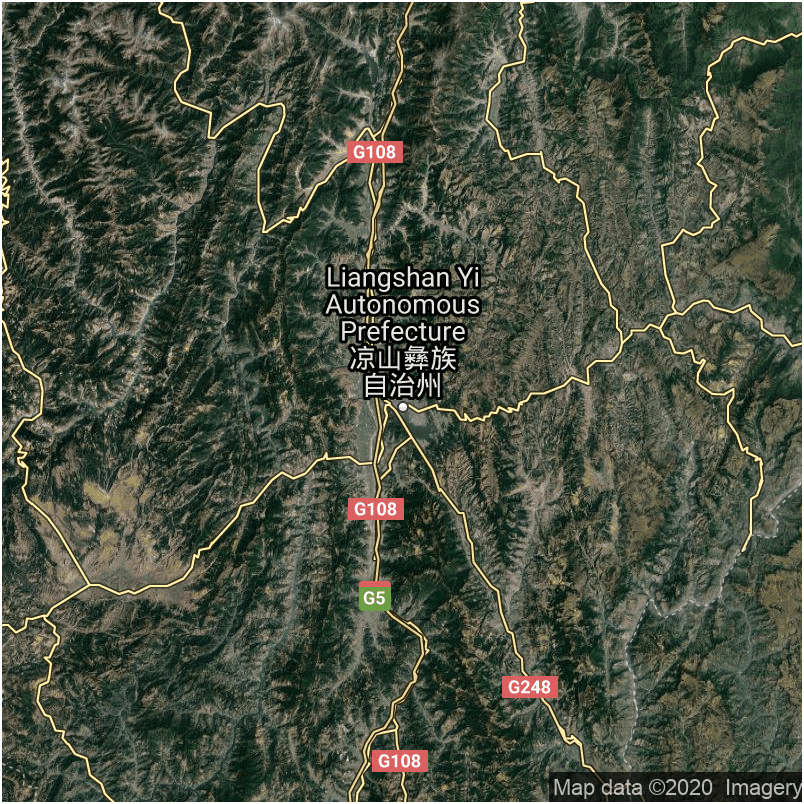 G108
Liangshan Yi
Autonomous
Prefecture
凉山彝族
自治州
G108
G5
G248
G108
Map data ©2020 Imagery